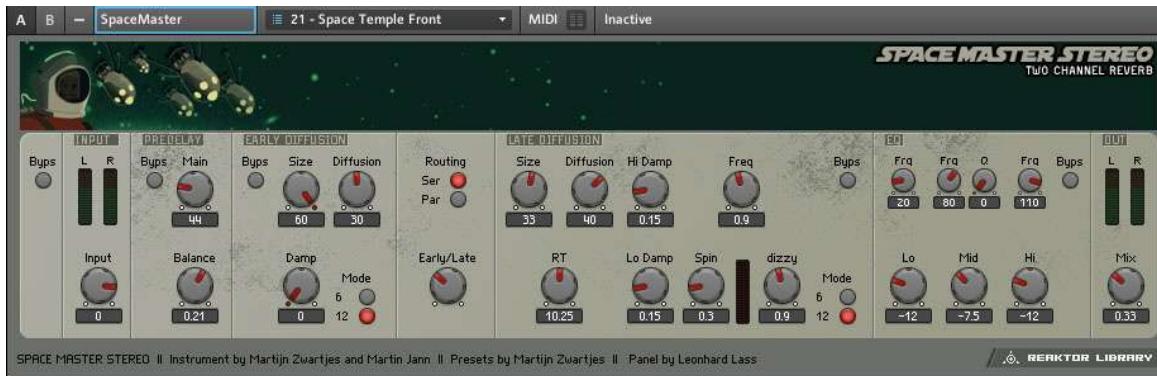 A B SpaceMaster 21 - Space Temple Front MIDI Inactive
SPACE MASTER STEREO
TWO CHANNEL REVERB
INPUT PREDELAY EARLY DIFFUSION LATE DIFFUSION EQ OUT
Byps L R Byps Main Byps Size Diffusion Routing Size Diffusion Hi Damp Freq Byps Frq Frq Q Frq Byps L R
Ser
Par
44 60 30 33 40 0.15 0.9 20 80 0 110
Input Balance Damp Early/Late RT Lo Damp Spin dizzy Lo Mid Hi Mix
Mode Mode
6 6
12 12
0 0.21 0 10.25 0.15 0.3 0.9 -12 -7.5 -12 0.33
SPACE MASTER STEREO || Instrument by Martijn Zwartjes and Martin Jann || Presets by Martijn Zwartjes || Panel by Leonhard Lass
REAKTOR LIBRARY